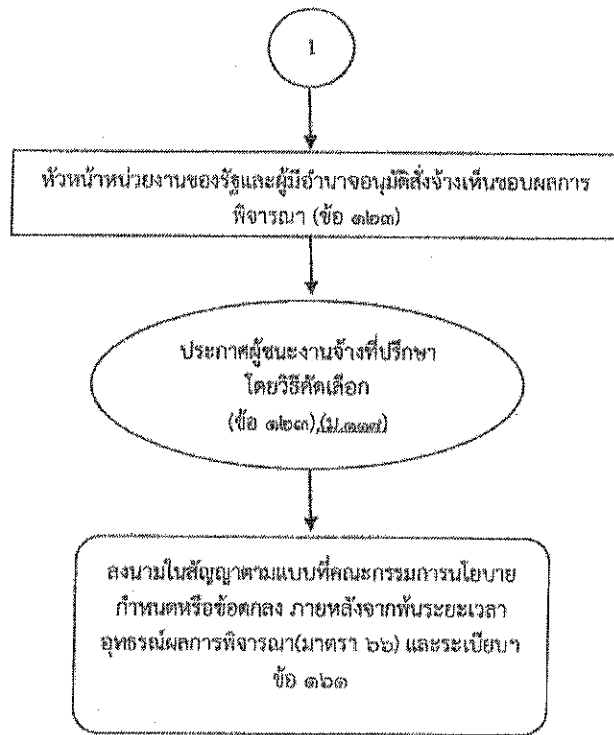 1
หัวหน้าหน่วยงานของรัฐและผู้มีอำนาจอนุมัติสั่งจ้างเห็นชอบผลการ
พิจารณา (ข้อ ๑๒๓)
ประกาศผู้ชนะงานจ้างที่ปรึกษา
โดยวิธีคัดเลือก
(ข้อ ๑๒๓),(ม.๑๑๗)
ลงนามในสัญญาตามแบบที่คณะกรรมการนโยบาย
กำหนดหรือข้อตกลง ภายหลังจากพ้นระยะเวลา
อุทธรณ์ผลการพิจารณา(มาตรา ๖๖) และระเบียบฯ
ข้อ ๑๖๑